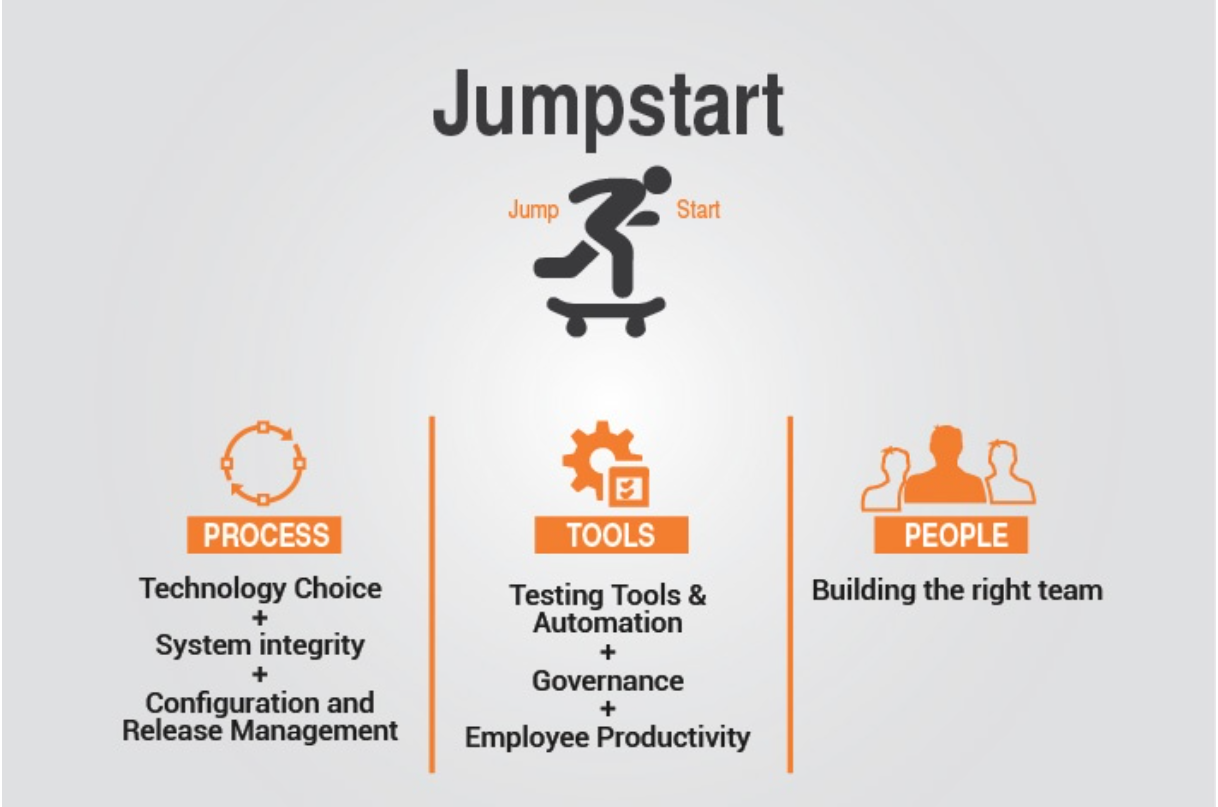 Jumpstart
Jump Start
PROCESS
Technology Choice
+
System integrity
+
Configuration and
Release Management
TOOLS
Testing Tools &
Automation
+
Governance
+
Employee Productivity
PEOPLE
Building the right team